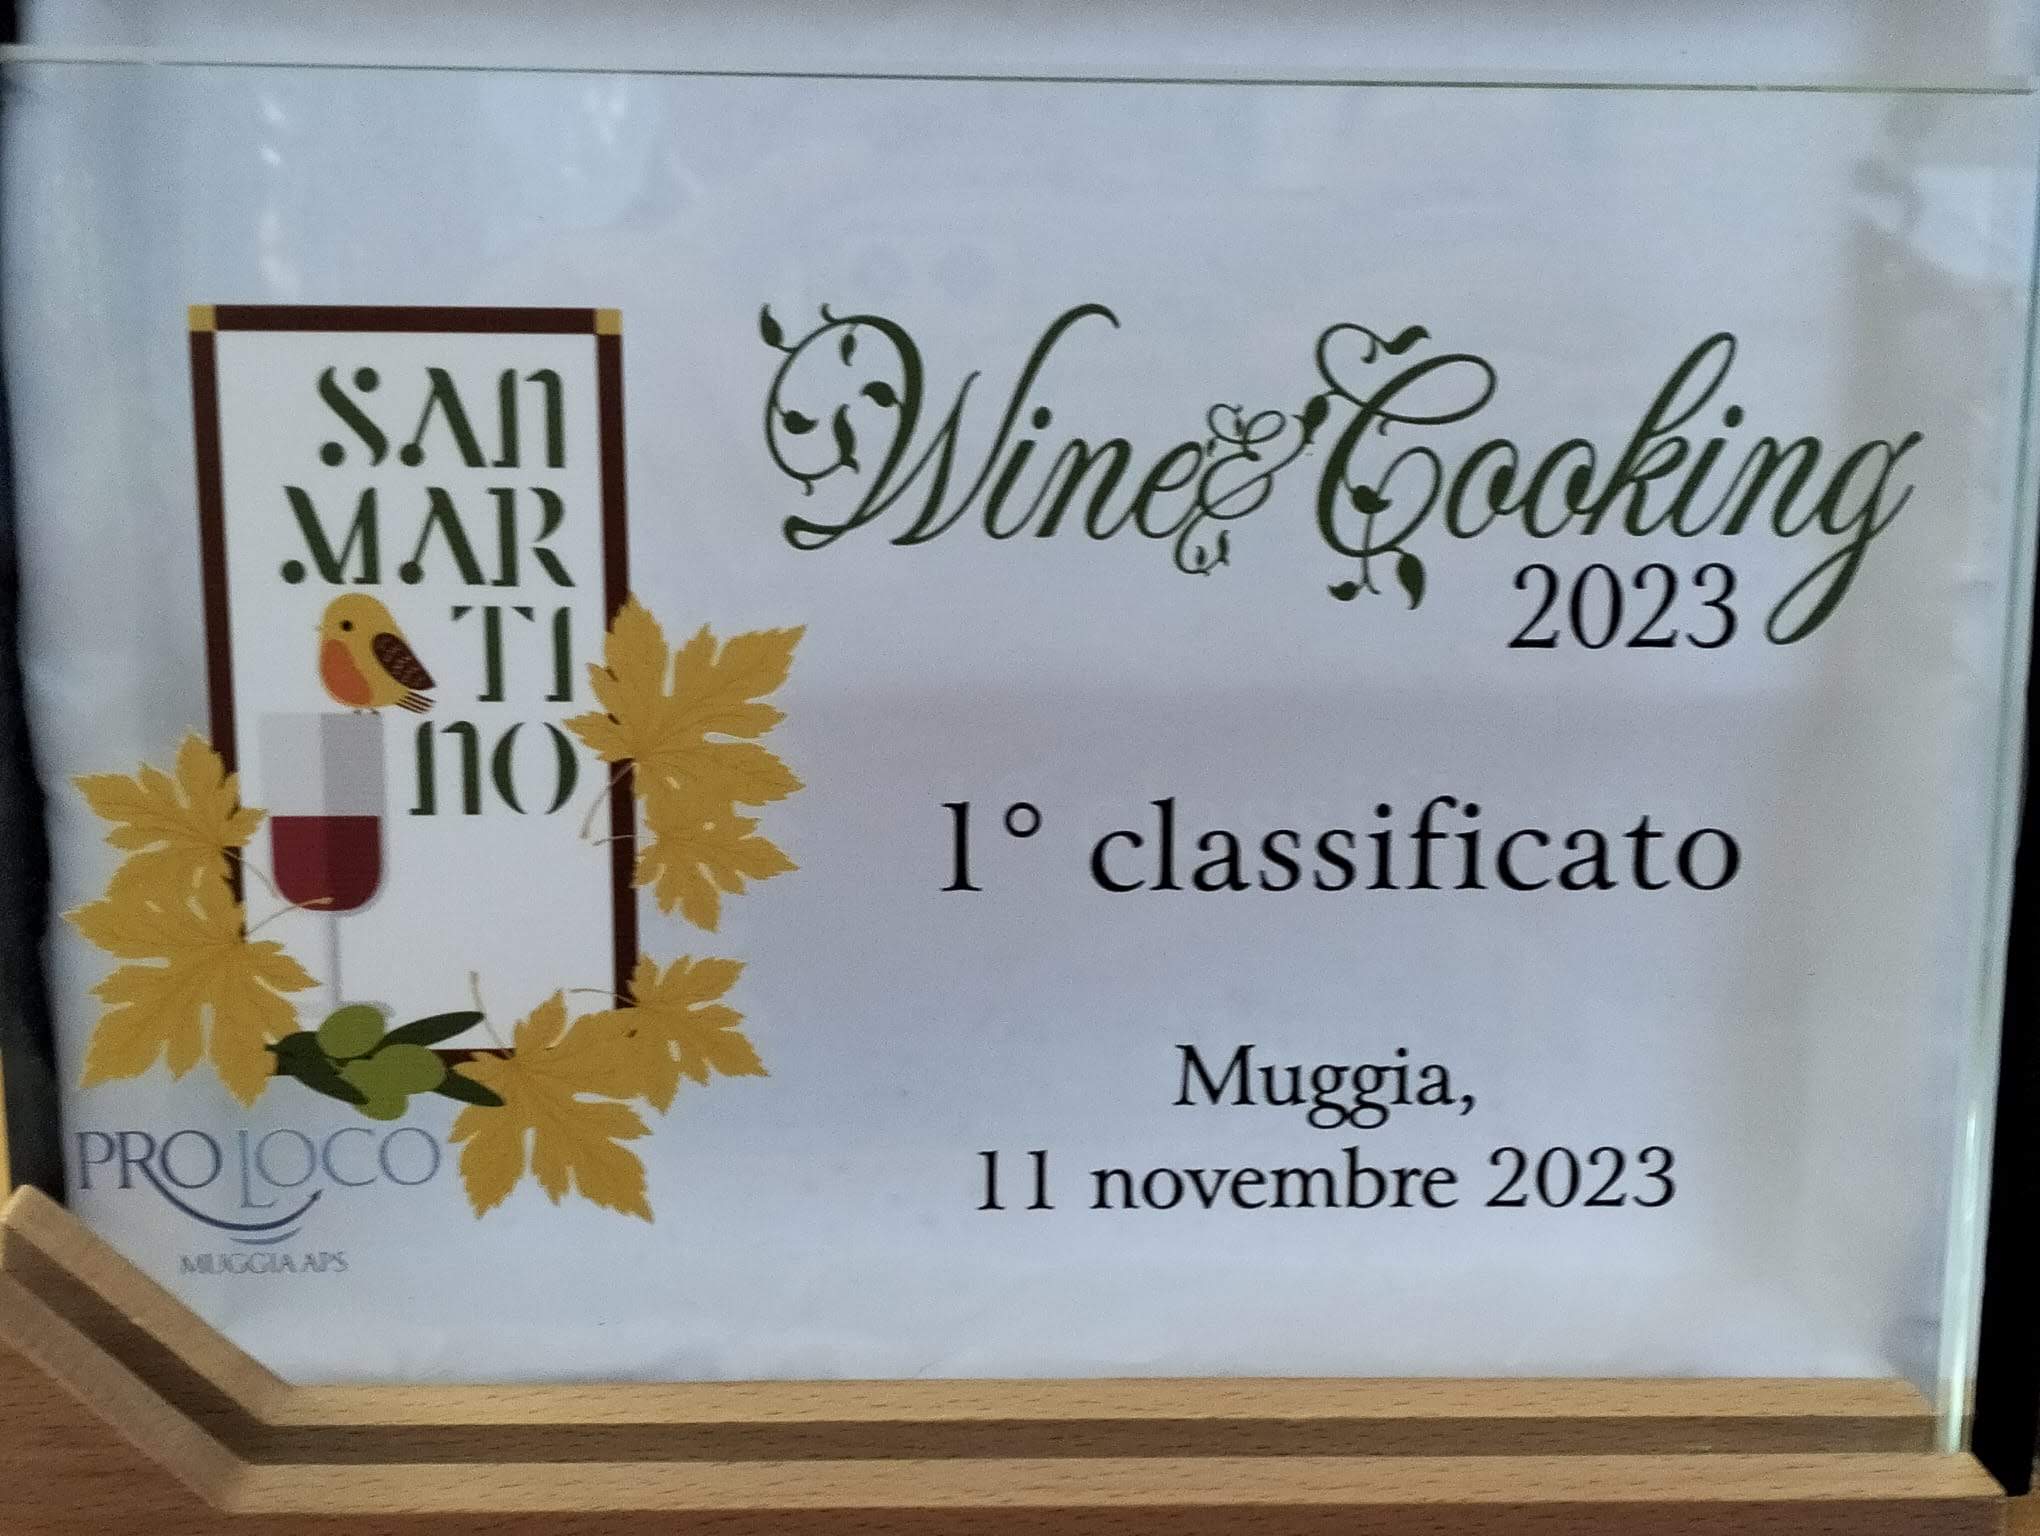 SAN
MAR
TI
NO
PRO LOCO
MUGGIA APS
Wine & Cooking
2023
1° classificato
Muggia,
11 novembre 2023